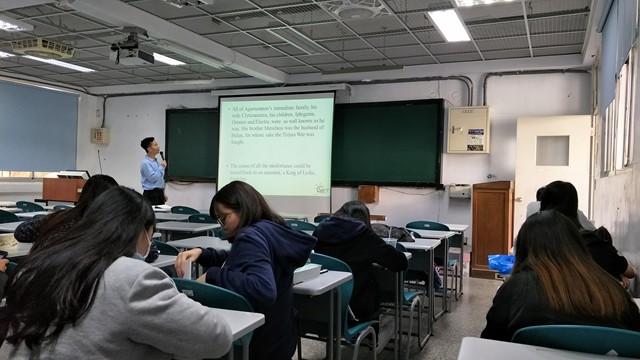 • All of Agamemnon's immediate family, his
wife Clytemnestra, his children, Iphigenia,
Orestes and Electra, were as well known as he
was. His brother Menelaus was the husband of
Helen, for whose sake the Trojan War was
fought.
• The cause of all the misfortunes could be
traced back to an ancestor, a King of Lydia,